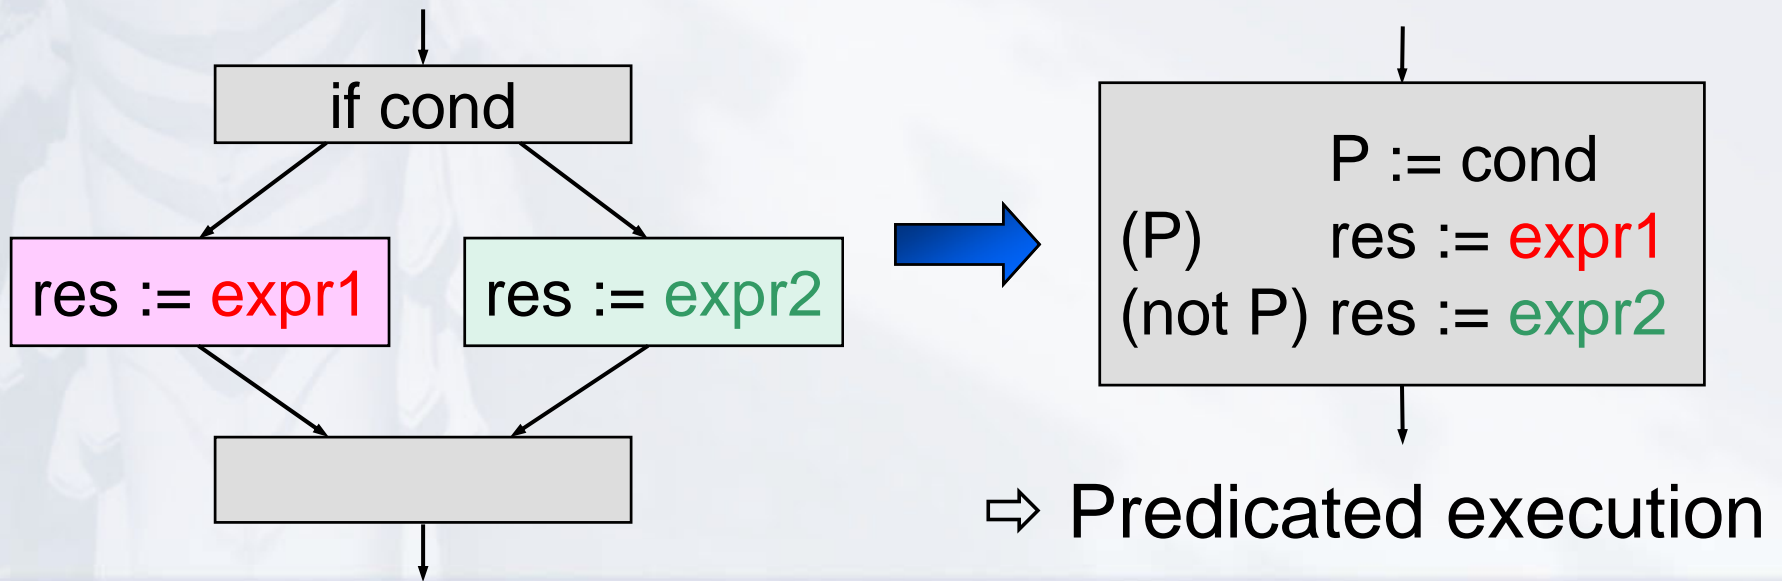 if cond
res := expr1
res := expr2
P := cond
(P) res := expr1
(not P) res := expr2
⇨ Predicated execution